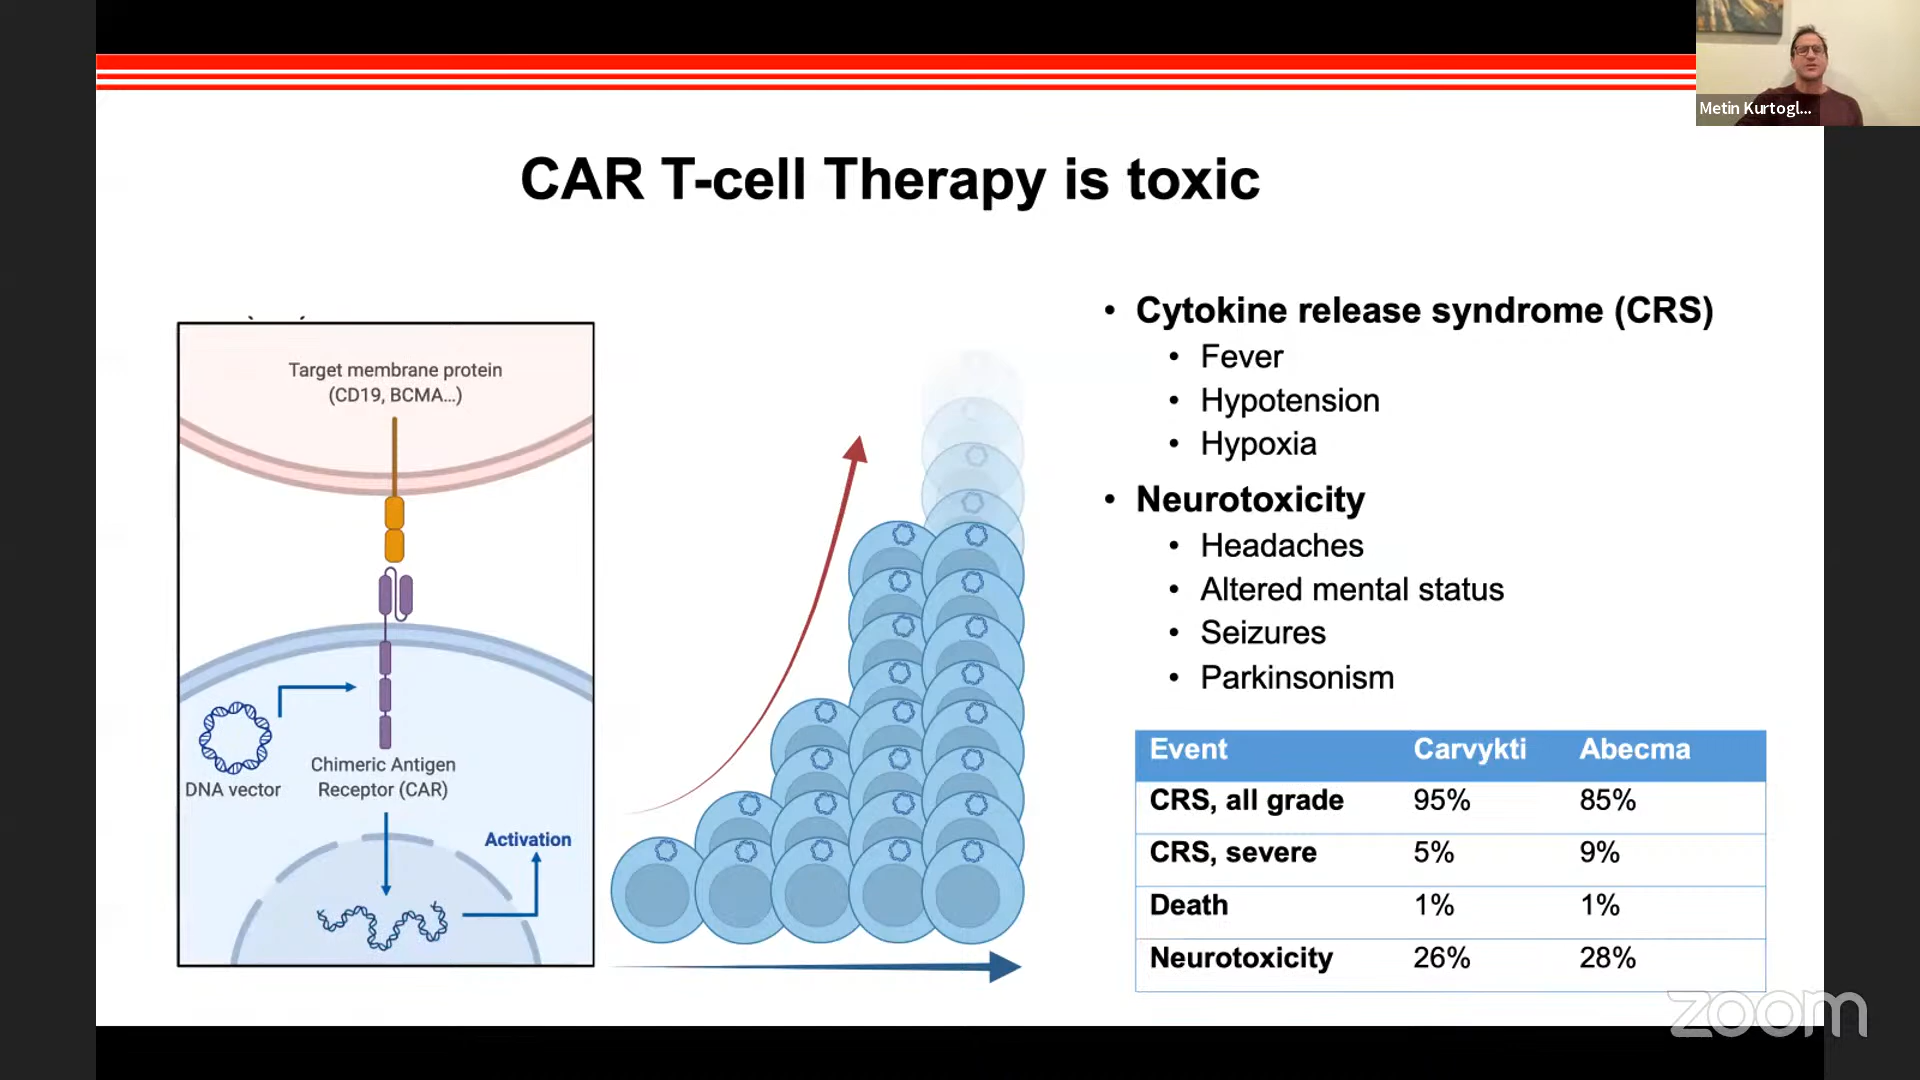 Metin Kurtogl...
CAR T-cell Therapy is toxic
Target membrane protein
(CD19, BCMA...)
DNA vector
Chimeric Antigen
Receptor (CAR)
Activation
• Cytokine release syndrome (CRS)
• Fever
• Hypotension
• Hypoxia
• Neurotoxicity
• Headaches
• Altered mental status
• Seizures
• Parkinsonism
Event Carvykti Abecma
CRS, all grade 95% 85%
CRS, severe 5% 9%
Death 1% 1%
Neurotoxicity 26% 28%
zoom